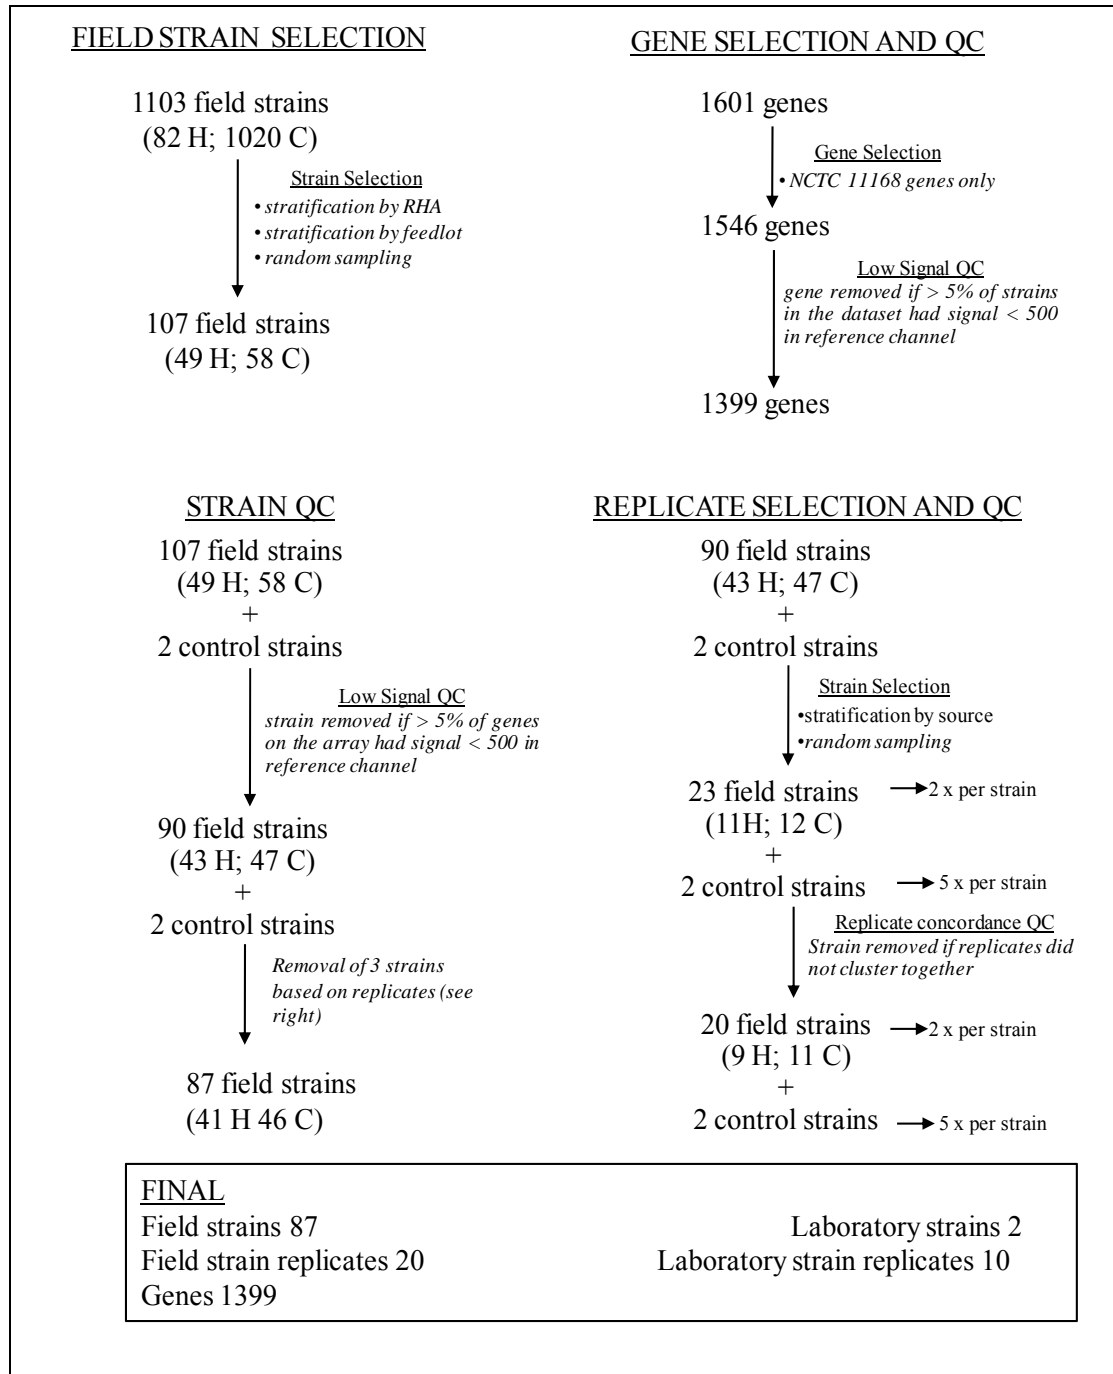 FIELD STRAIN SELECTION
1103 field strains
(82 H; 1020 C)
Strain Selection
• stratification by RHA
• stratification by feedlot
• random sampling
107 field strains
(49 H; 58 C)
GENE SELECTION AND QC
1601 genes
Gene Selection
• NCTC 11168 genes only
1546 genes
Low Signal QC
gene removed if > 5% of strains
in the dataset had signal < 500
in reference channel
1399 genes
STRAIN QC
107 field strains
(49 H; 58 C)
+
2 control strains
Low Signal QC
strain removed if > 5% of genes
on the array had signal < 500 in
reference channel
90 field strains
(43 H; 47 C)
+
2 control strains
Removal of 3 strains
based on replicates (see
right)
87 field strains
(41 H 46 C)
REPLICATE SELECTION AND QC
90 field strains
(43 H; 47 C)
+
2 control strains
Strain Selection
•stratification by source
•random sampling
23 field strains 2 x per strain
(11H; 12 C)
+
2 control strains 5 x per strain
Replicate concordance QC
Strain removed if replicates did
not cluster together
20 field strains 2 x per strain
(9 H; 11 C)
+
2 control strains 5 x per strain
FINAL
Field strains 87 Laboratory strains 2
Field strain replicates 20 Laboratory strain replicates 10
Genes 1399